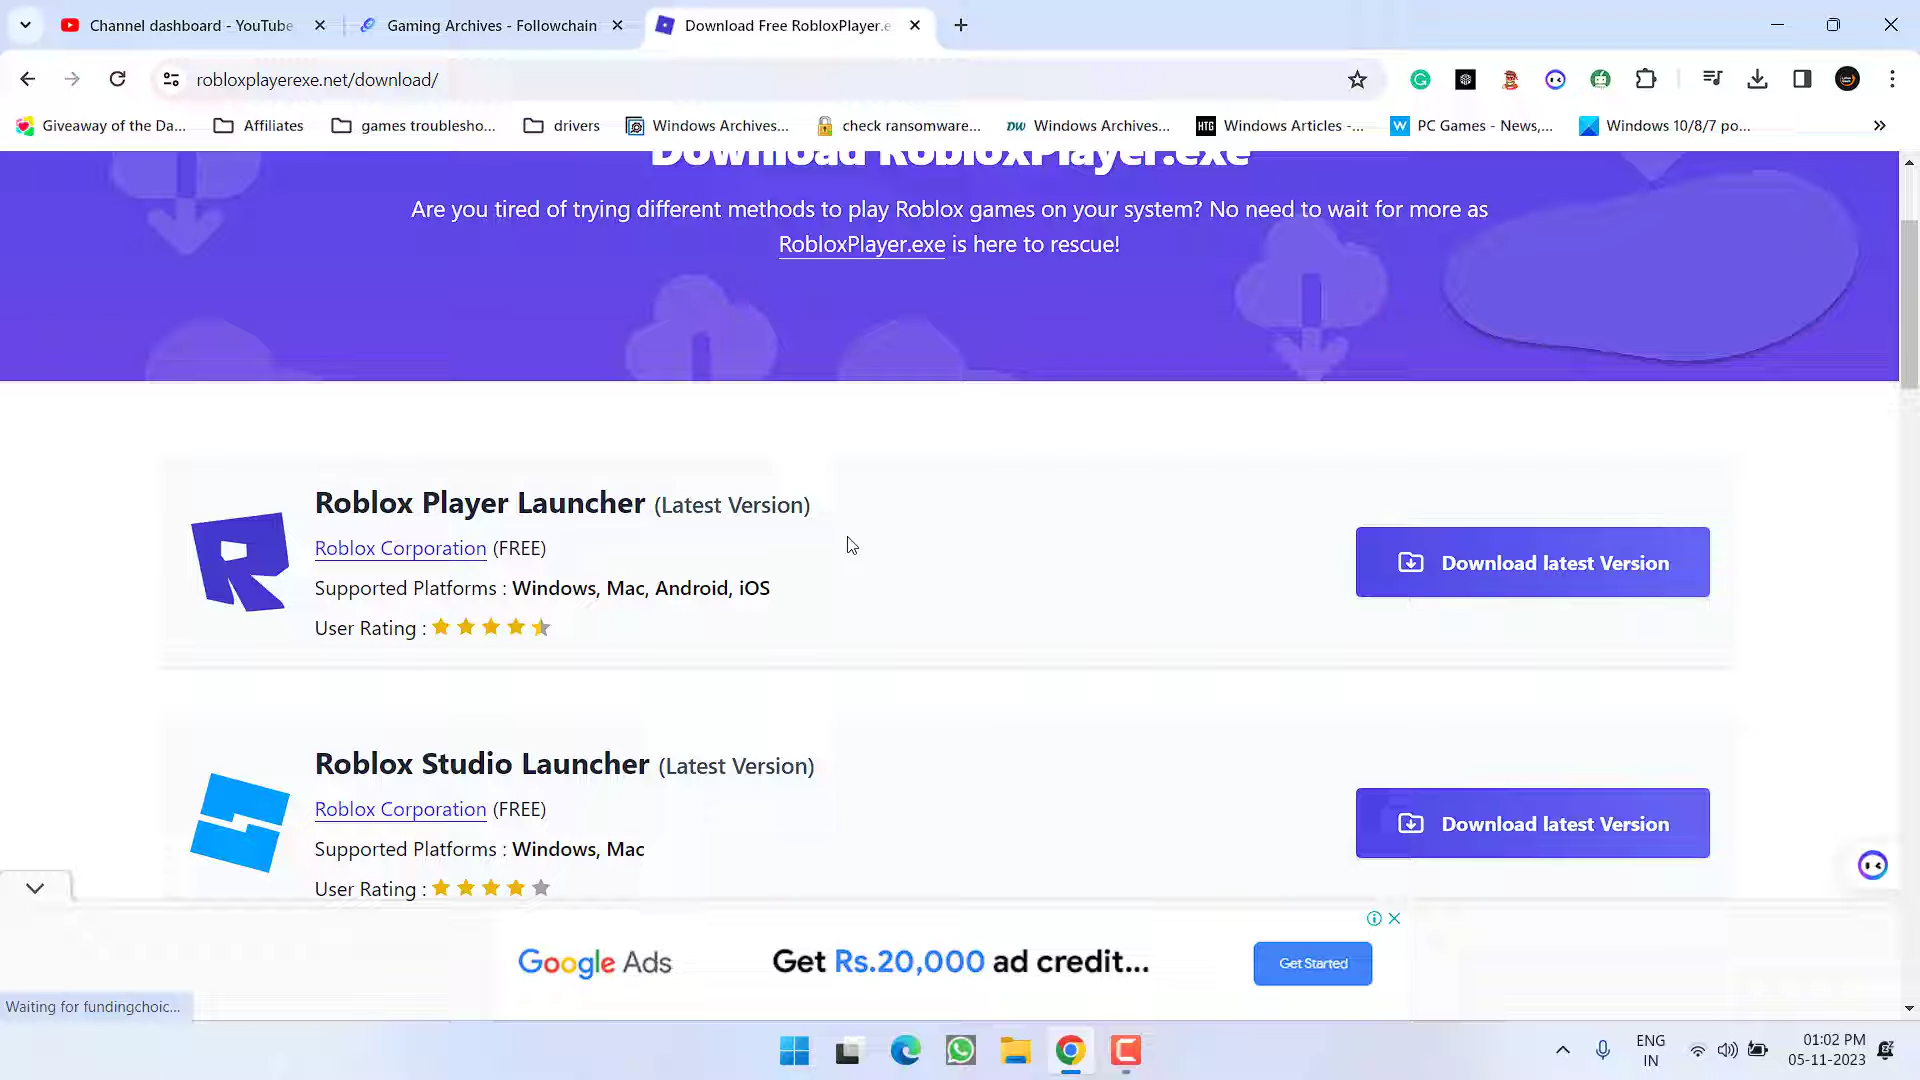 Channel dashboard - YouTube
Gaming Archives - Followchain
Download Free RobloxPlayer.e
robloxplayerexe.net/download/
Giveaway of the Da...
Affiliates
games troublesho...
drivers
Windows Archives...
check ransomware...
DW Windows Archives...
HTG Windows Articles -...
W PC Games - News,...
Windows 10/8/7 po...
Download RobloxPlayer.exe
Are you tired of trying different methods to play Roblox games on your system? No need to wait for more as
RobloxPlayer.exe is here to rescue!
Roblox Player Launcher (Latest Version)
Roblox Corporation (FREE)
Supported Platforms : Windows, Mac, Android, iOS
User Rating :
Download latest Version
Roblox Studio Launcher (Latest Version)
Roblox Corporation (FREE)
Supported Platforms : Windows, Mac
User Rating :
Download latest Version
Google Ads
Get Rs.20,000 ad credit...
Get Started
Waiting for fundingchoic...
ENG
IN
01:02 PM
05-11-2023